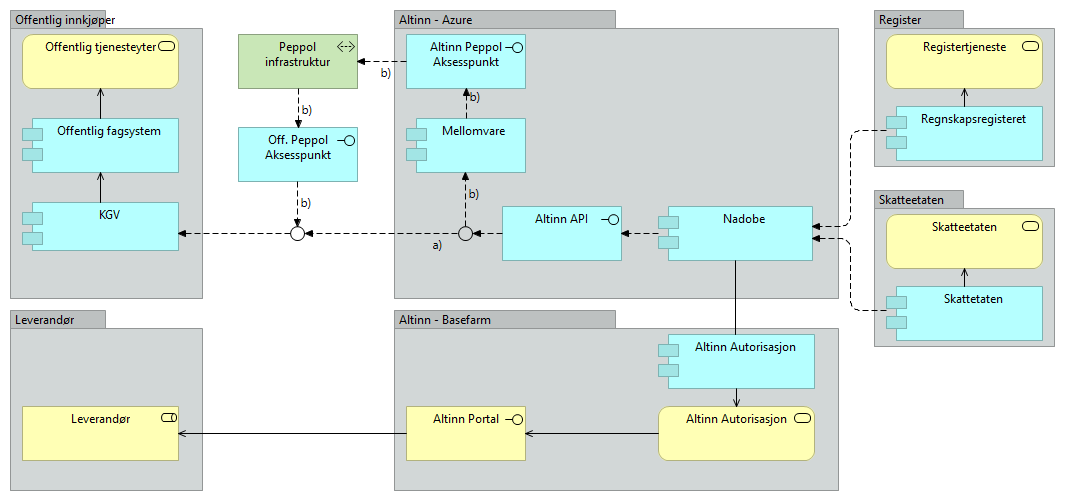 Offentlig innkjøper
Offentlig tjenesteyter
Offentlig fagsystem
KGV
Peppol
infrastruktur
b)
b)
Off. Peppol
Aksesspunkt
b)
Altinn - Azure
Altinn Peppol
Aksesspunkt
b)
Mellomvare
b)
a)
Altinn API
Nadobe
Register
Registertjeneste
Regnskapsregisteret
Skatteetaten
Skatteetaten
Skattetaten
Leverandør
Leverandør
Altinn - Basefarm
Altinn Autorisasjon
Altinn Portal
Altinn Autorisasjon